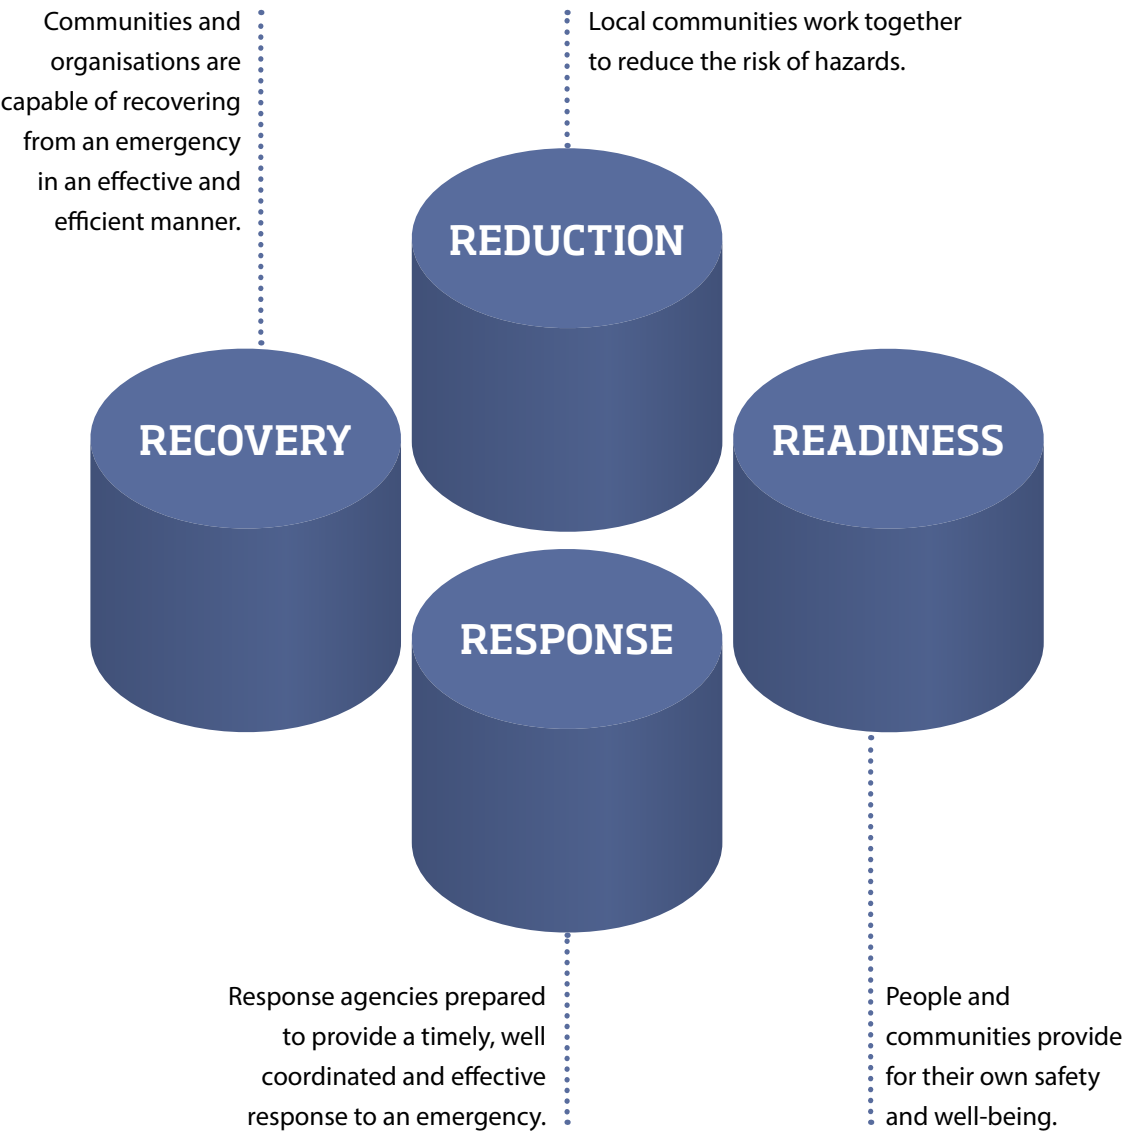 Communities and
organisations are
capable of recovering
from an emergency
in an effective and
efficient manner.
Local communities work together
to reduce the risk of hazards.
REDUCTION
RECOVERY
READINESS
RESPONSE
Response agencies prepared
to provide a timely, well
coordinated and effective
response to an emergency.
People and
communities provide
for their own safety
and well-being.